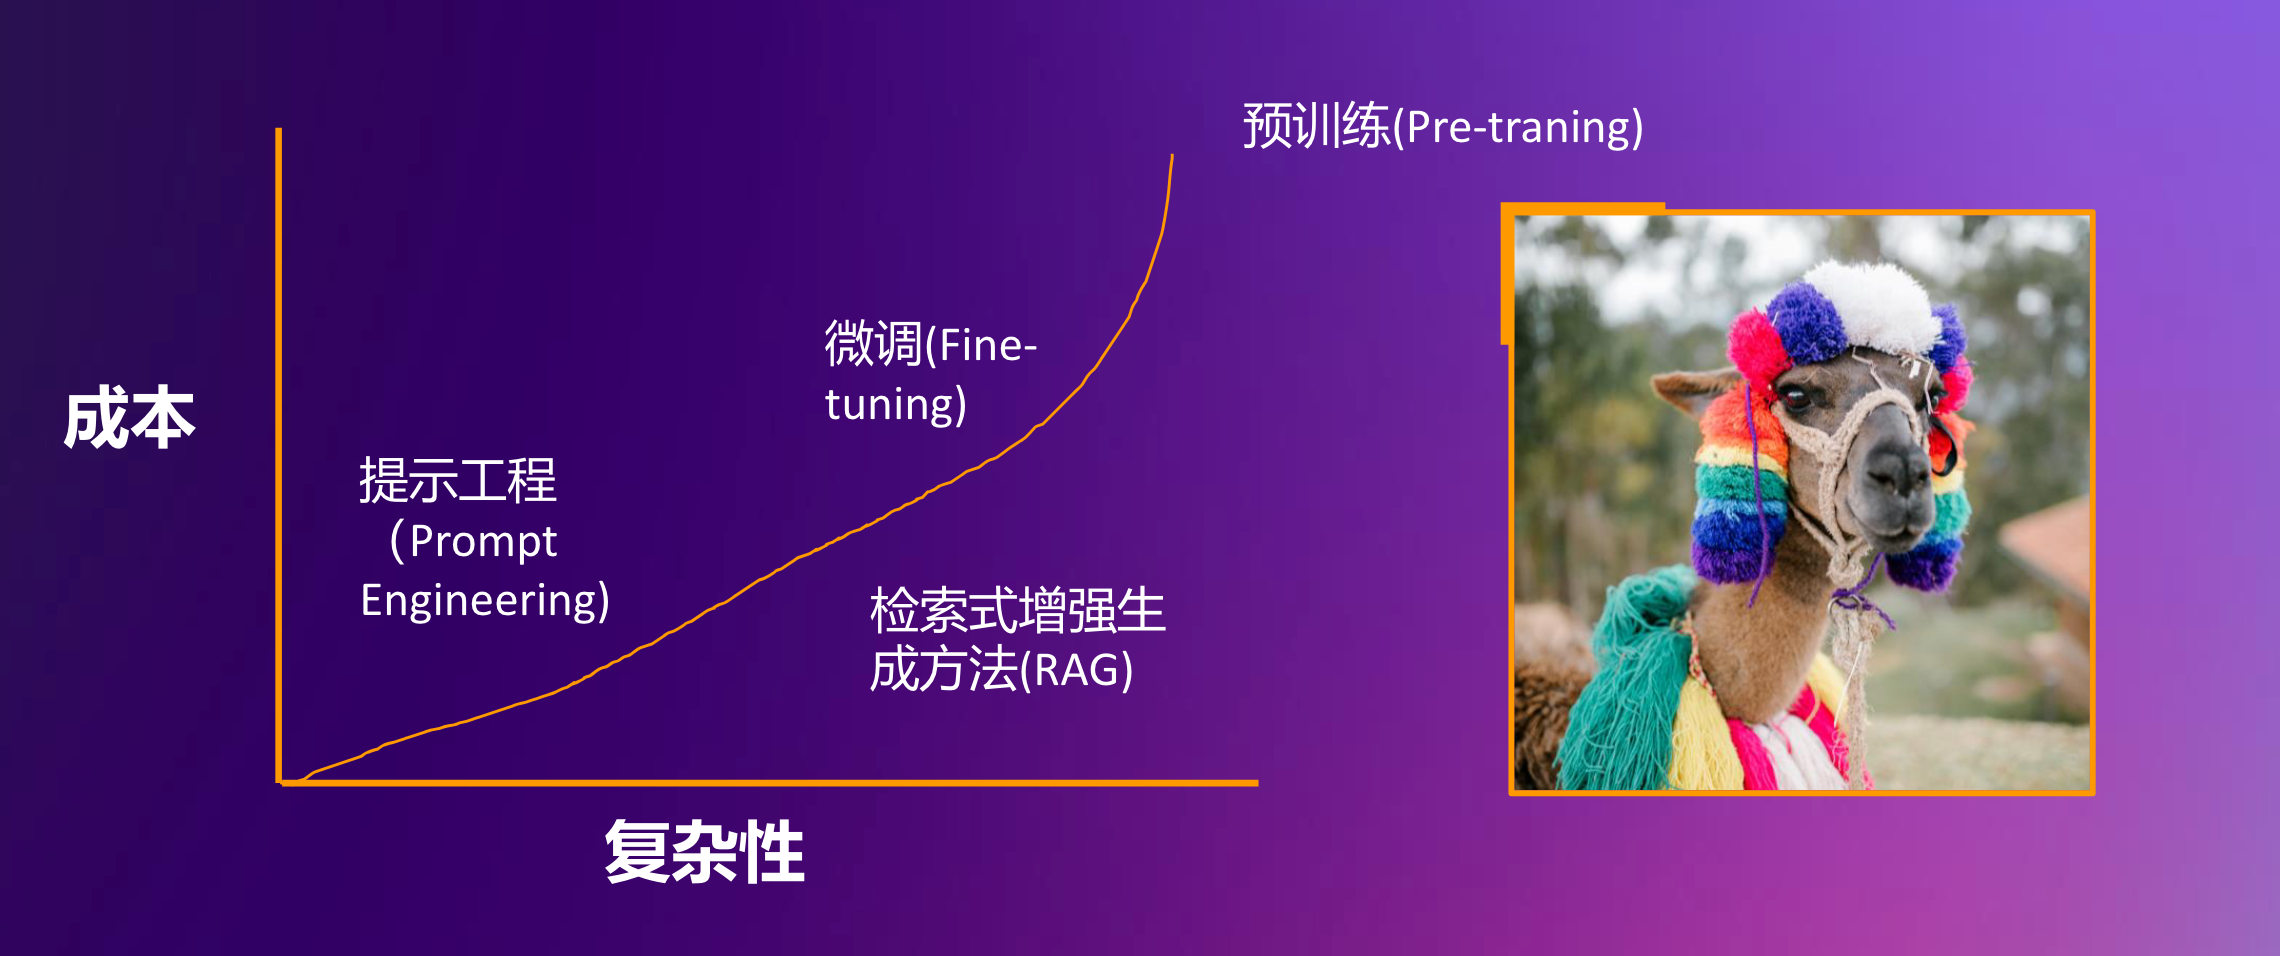 预训练(Pre-traning)
微调(Fine-
tuning)
成本
提示工程
（Prompt
Engineering)
检索式增强生
成方法(RAG)
复杂性